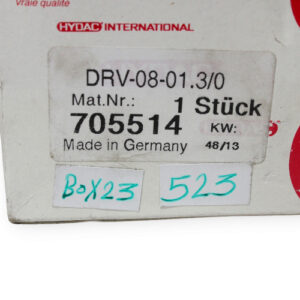 vraie qualité
HYDAC INTERNATIONAL
DRV-08-01.3/0
Mat.Nr.: 1 Stück
705514 KW:
Made in Germany 48/13
BOX23 523